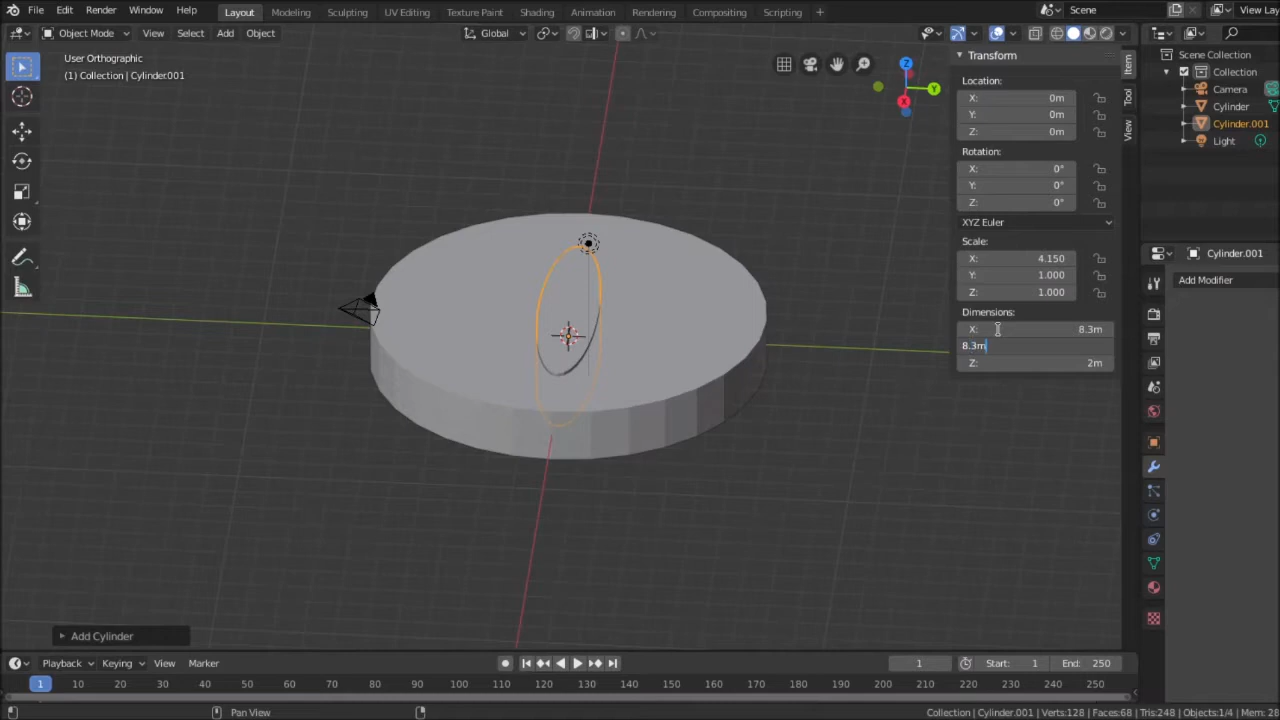 File Edit Render Window Help
Layout Modeling Sculpting UV Editing Texture Paint Shading Animation Rendering Compositing Scripting +
Scene
View Lay
Object Mode View Select Add Object
Global
User Orthographic
(1) Collection | Cylinder.001
Z
Y
X
Transform
Location:
X: 0m
Y: 0m
Z: 0m
Rotation:
X: 0°
Y: 0°
Z: 0°
XYZ Euler
Scale:
X: 4.150
Y: 1.000
Z: 1.000
Dimensions:
X: 8.3m
8.3m
Z: 2m
Item
Tool
View
Scene Collection
Collection
Camera
Cylinder
Cylinder.001
Light
Cylinder.001
Add Modifier
Add Cylinder
Playback Keying View Marker
1
Start: 1
End: 250
1 10 20 30 40 50 60 70 80 90 100 110 120 130 140 150 160 170 180 190 200 210 220 230 240 250
Pan View
Collection | Cylinder.001 | Verts:128 | Faces:68 | Tris:248 | Objects:1/4 | Mem: 28